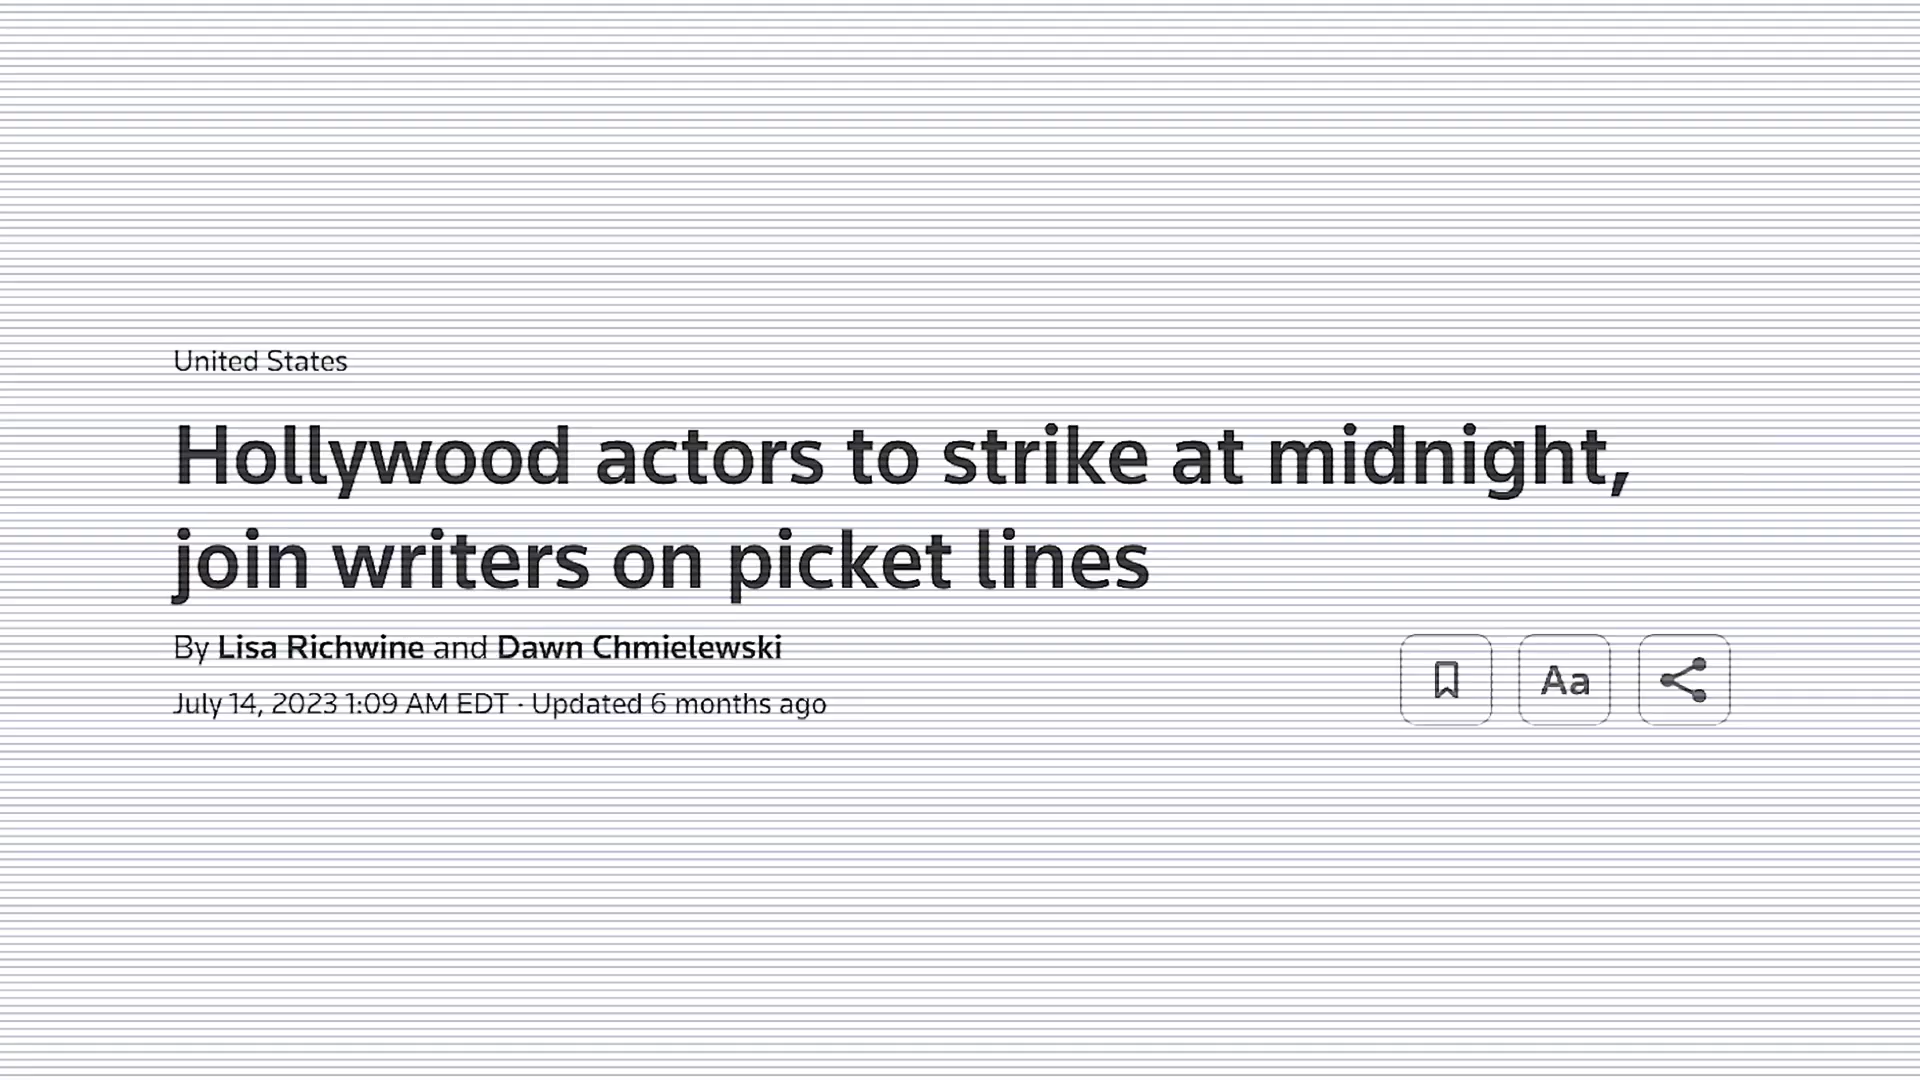 United States
Hollywood actors to strike at midnight,
join writers on picket lines
By Lisa Richwine and Dawn Chmielewski
July 14, 2023 1:09 AM EDT · Updated 6 months ago
Aa